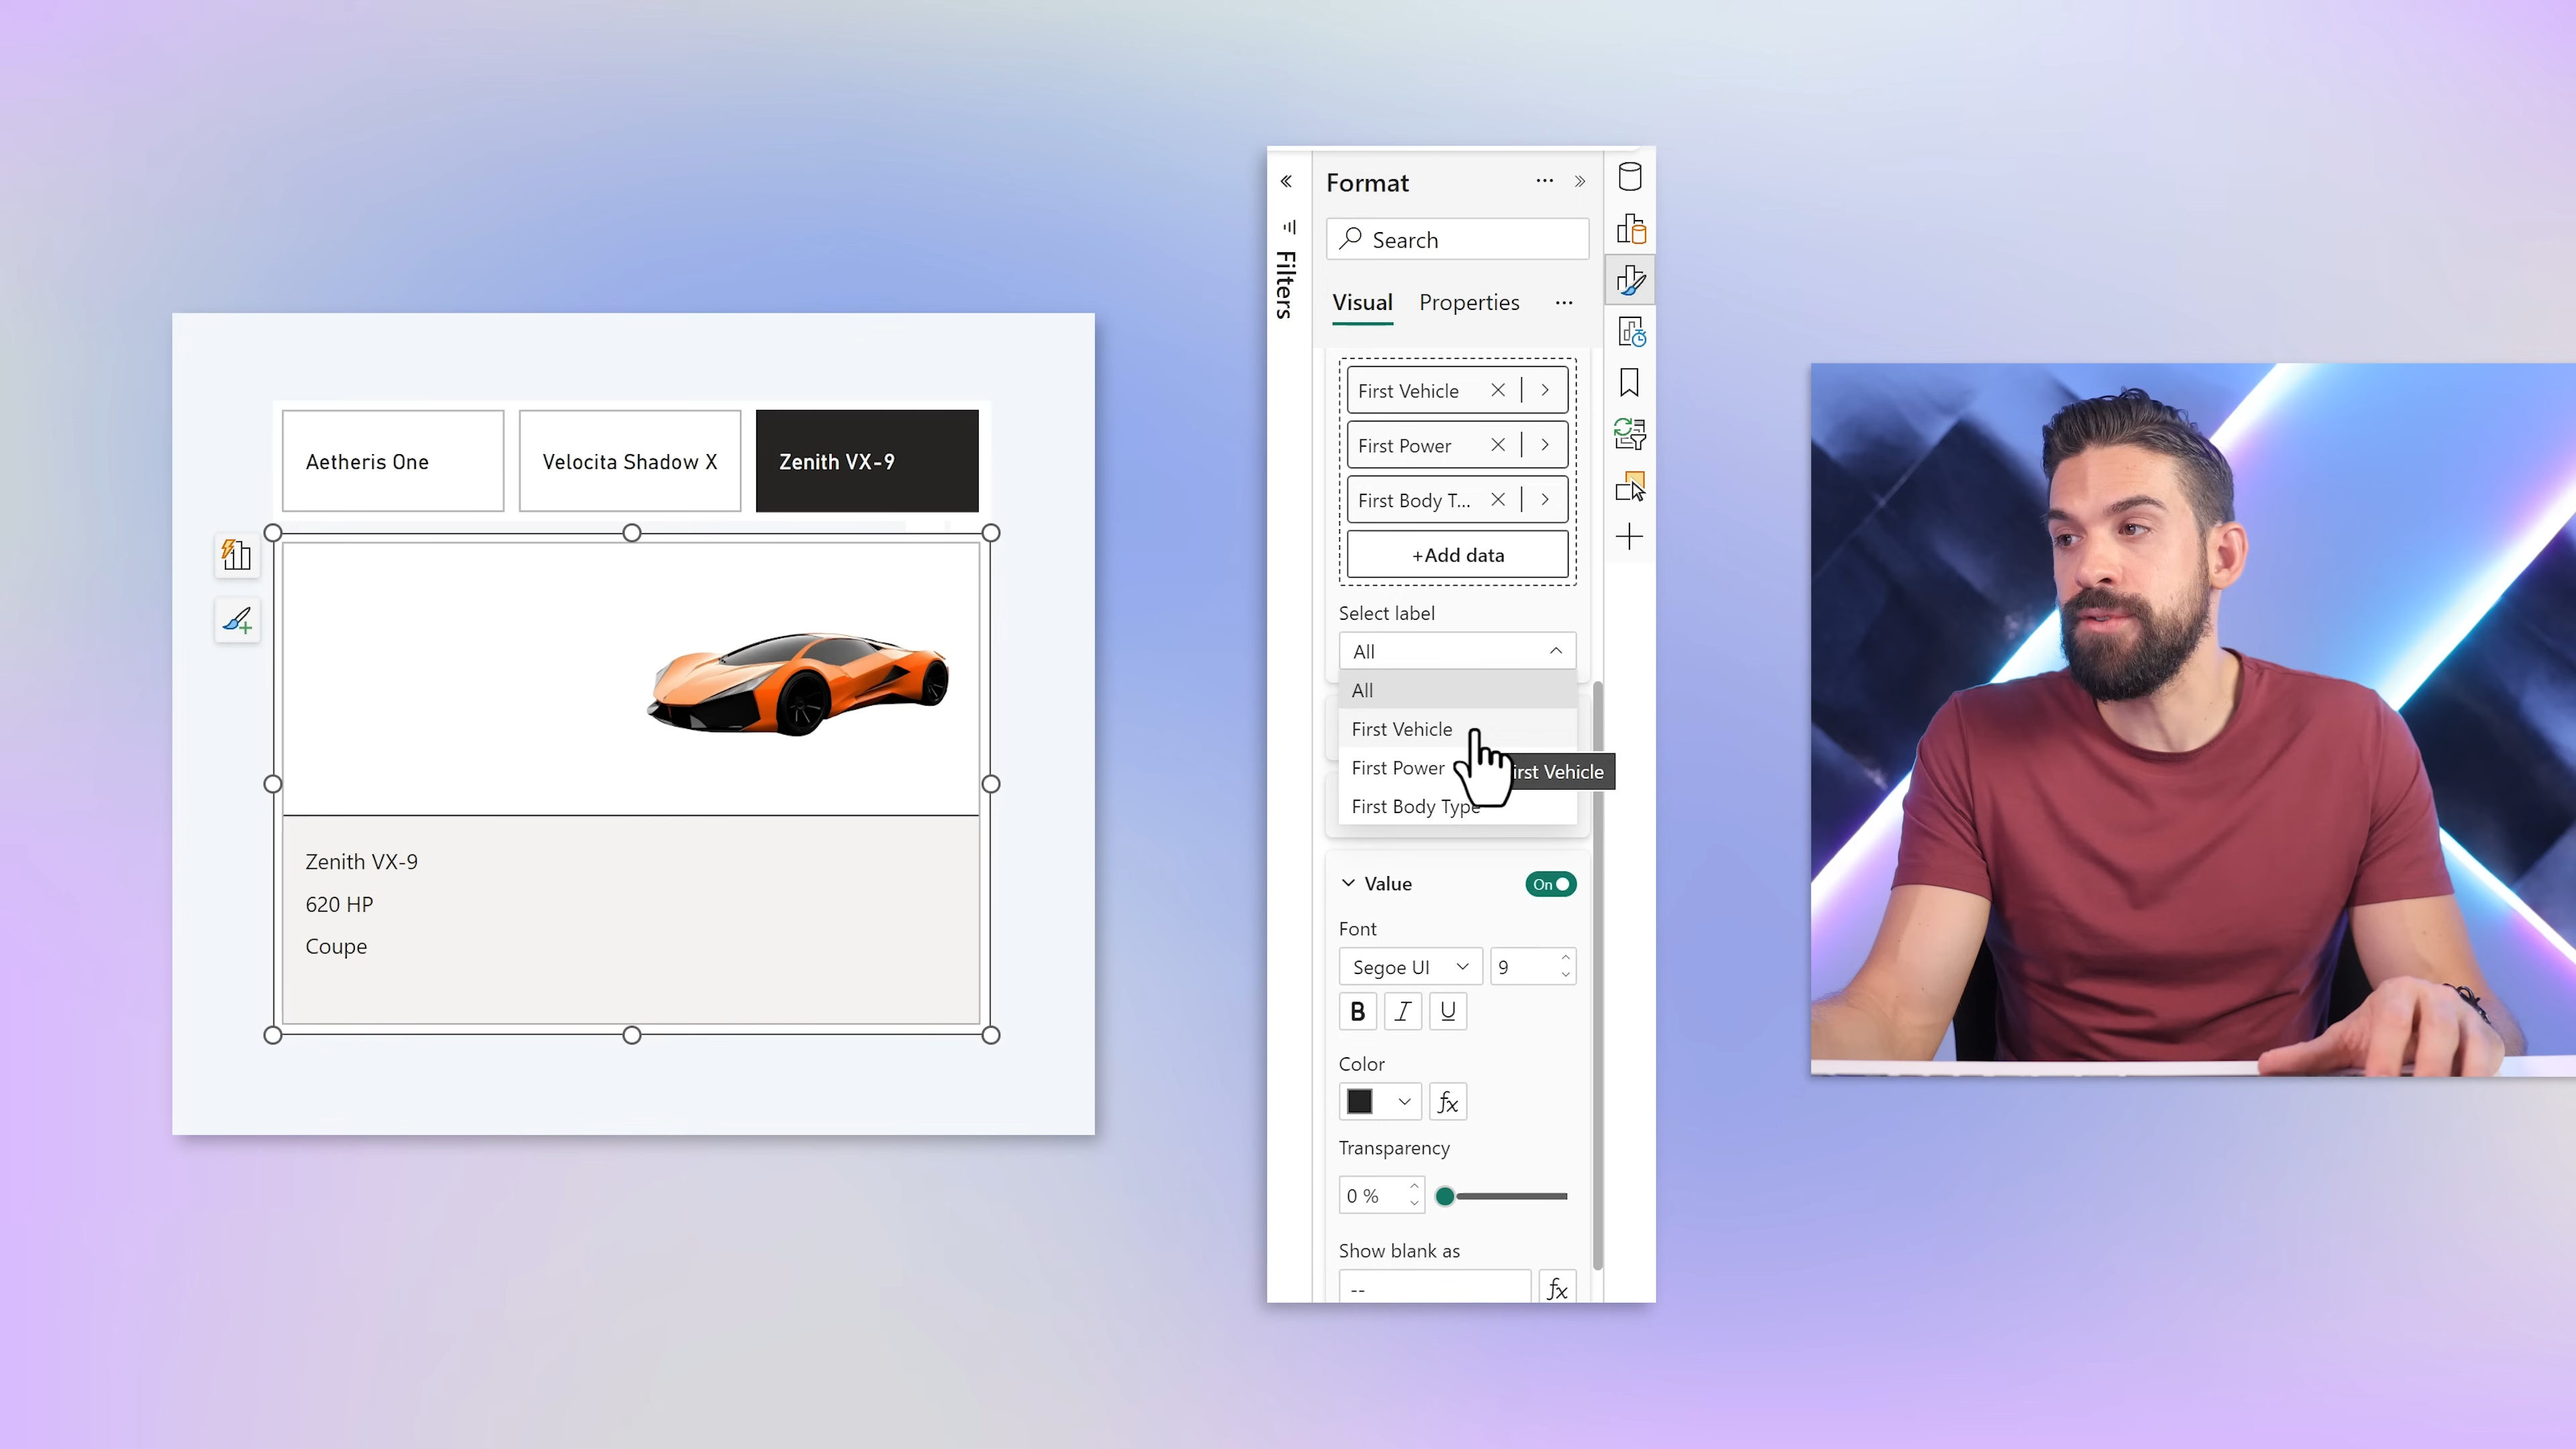 Aetheris One
Velocita Shadow X
Zenith VX-9
Zenith VX-9
620 HP
Coupe
Filters
Format
Search
Visual
Properties
First Vehicle
First Power
First Body T...
+Add data
Select label
All
All
First Vehicle
First Power
irst Vehicle
First Body Type
Value
On
Font
Segoe UI
9
B
I
U
Color
fx
Transparency
0 %
Show blank as
--
fx